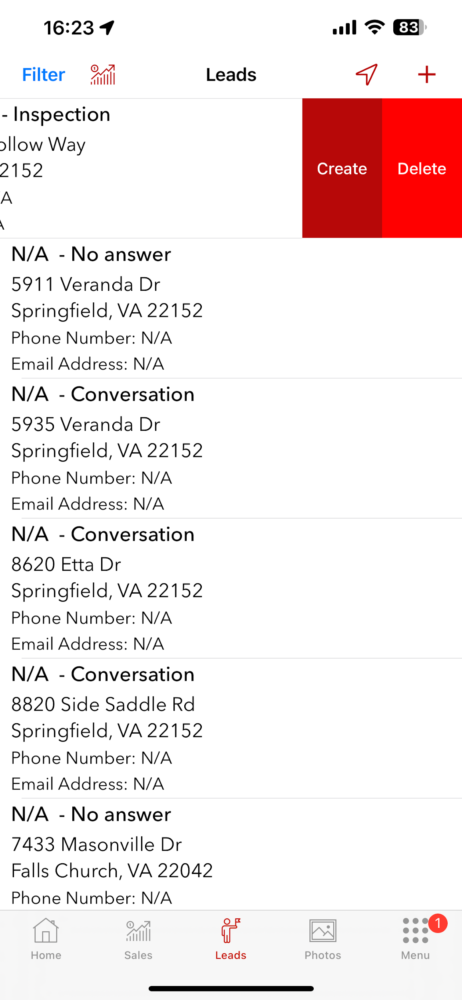 16:23
83
Filter
Leads
- Inspection
ollow Way
2152
/A
A
Create
Delete
N/A - No answer
5911 Veranda Dr
Springfield, VA 22152
Phone Number: N/A
Email Address: N/A
N/A - Conversation
5935 Veranda Dr
Springfield, VA 22152
Phone Number: N/A
Email Address: N/A
N/A - Conversation
8620 Etta Dr
Springfield, VA 22152
Phone Number: N/A
Email Address: N/A
N/A - Conversation
8820 Side Saddle Rd
Springfield, VA 22152
Phone Number: N/A
Email Address: N/A
N/A - No answer
7433 Masonville Dr
Falls Church, VA 22042
Phone Number: N/A
1
Home
Sales
Leads
Photos
Menu